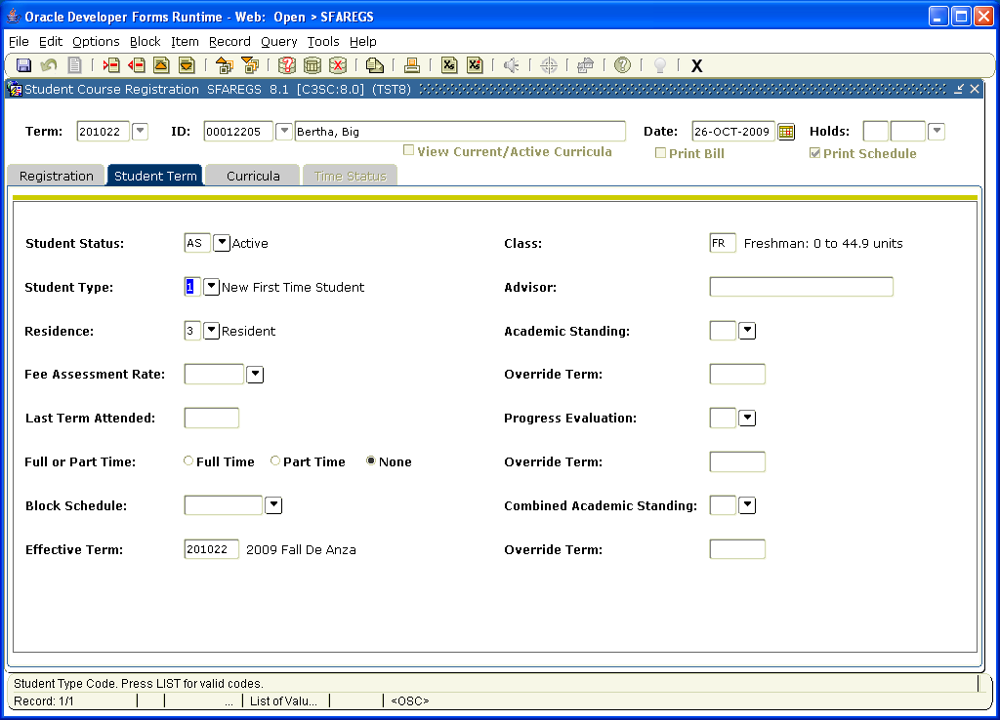 Oracle Developer Forms Runtime - Web: Open > SFAREGS
File Edit Options Block Item Record Query Tools Help
X
Student Course Registration SFAREGS 8.1 [C3SC:8.0] (TST8)
Term: 201022 ID: 00012205 Bertha, Big Date: 26-OCT-2009 Holds:
View Current/Active Curricula Print Bill Print Schedule
Registration Student Term Curricula Time Status
Student Status: AS Active Class: FR Freshman: 0 to 44.9 units
Student Type: 1 New First Time Student Advisor:
Residence: 3 Resident Academic Standing:
Fee Assessment Rate: Override Term:
Last Term Attended: Progress Evaluation:
Full or Part Time: Full Time Part Time None Override Term:
Block Schedule: Combined Academic Standing:
Effective Term: 201022 2009 Fall De Anza Override Term:
Student Type Code. Press LIST for valid codes.
Record: 1/1 ... List of Valu... <OSC>